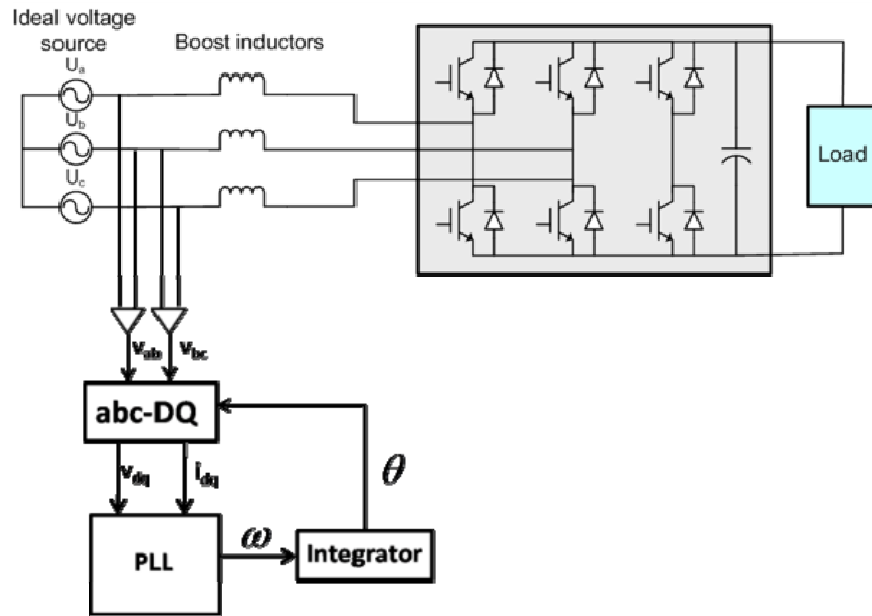 Ideal voltage
source
Boost inductors
Ua
Ub
Uc
Load
vab
vbc
abc-DQ
vdq
idq
θ
PLL
ω
Integrator